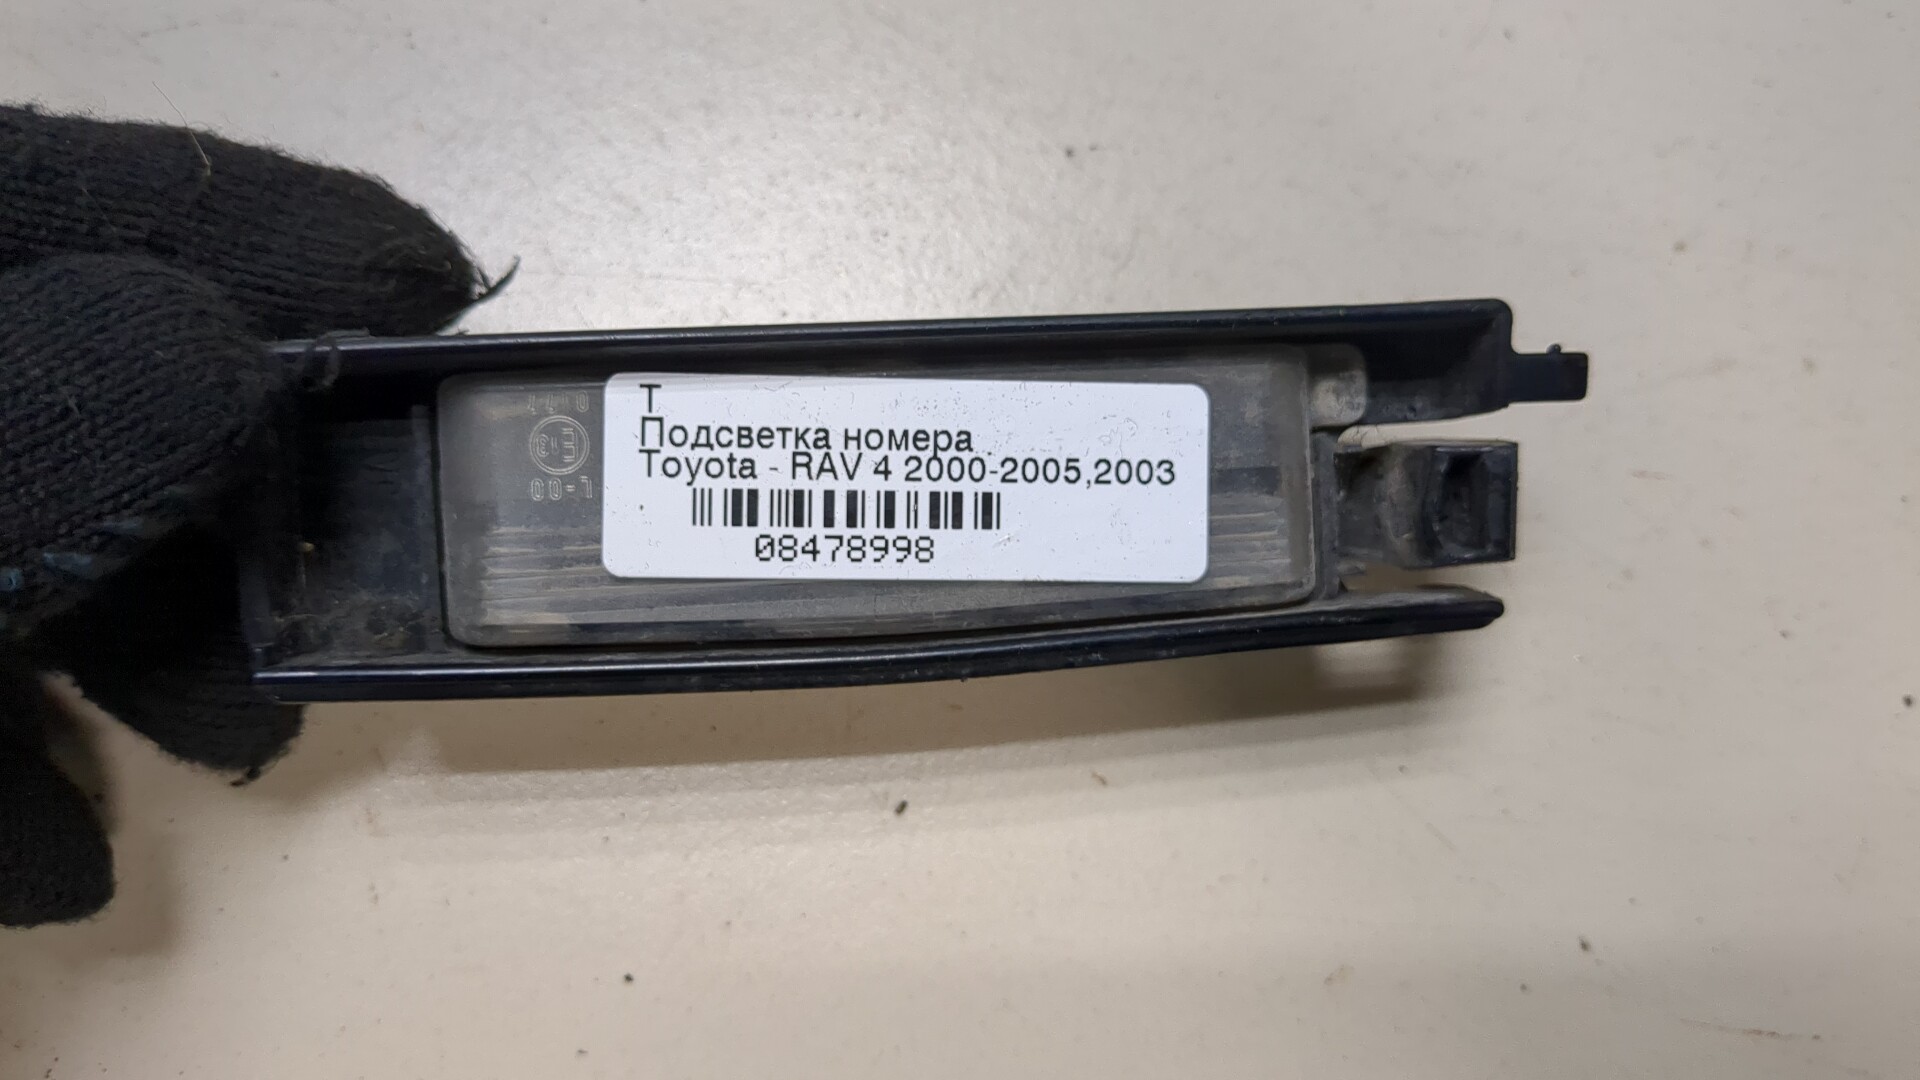 T
Подсветка номера
Toyota - RAV 4 2000-2005,2003
08478998